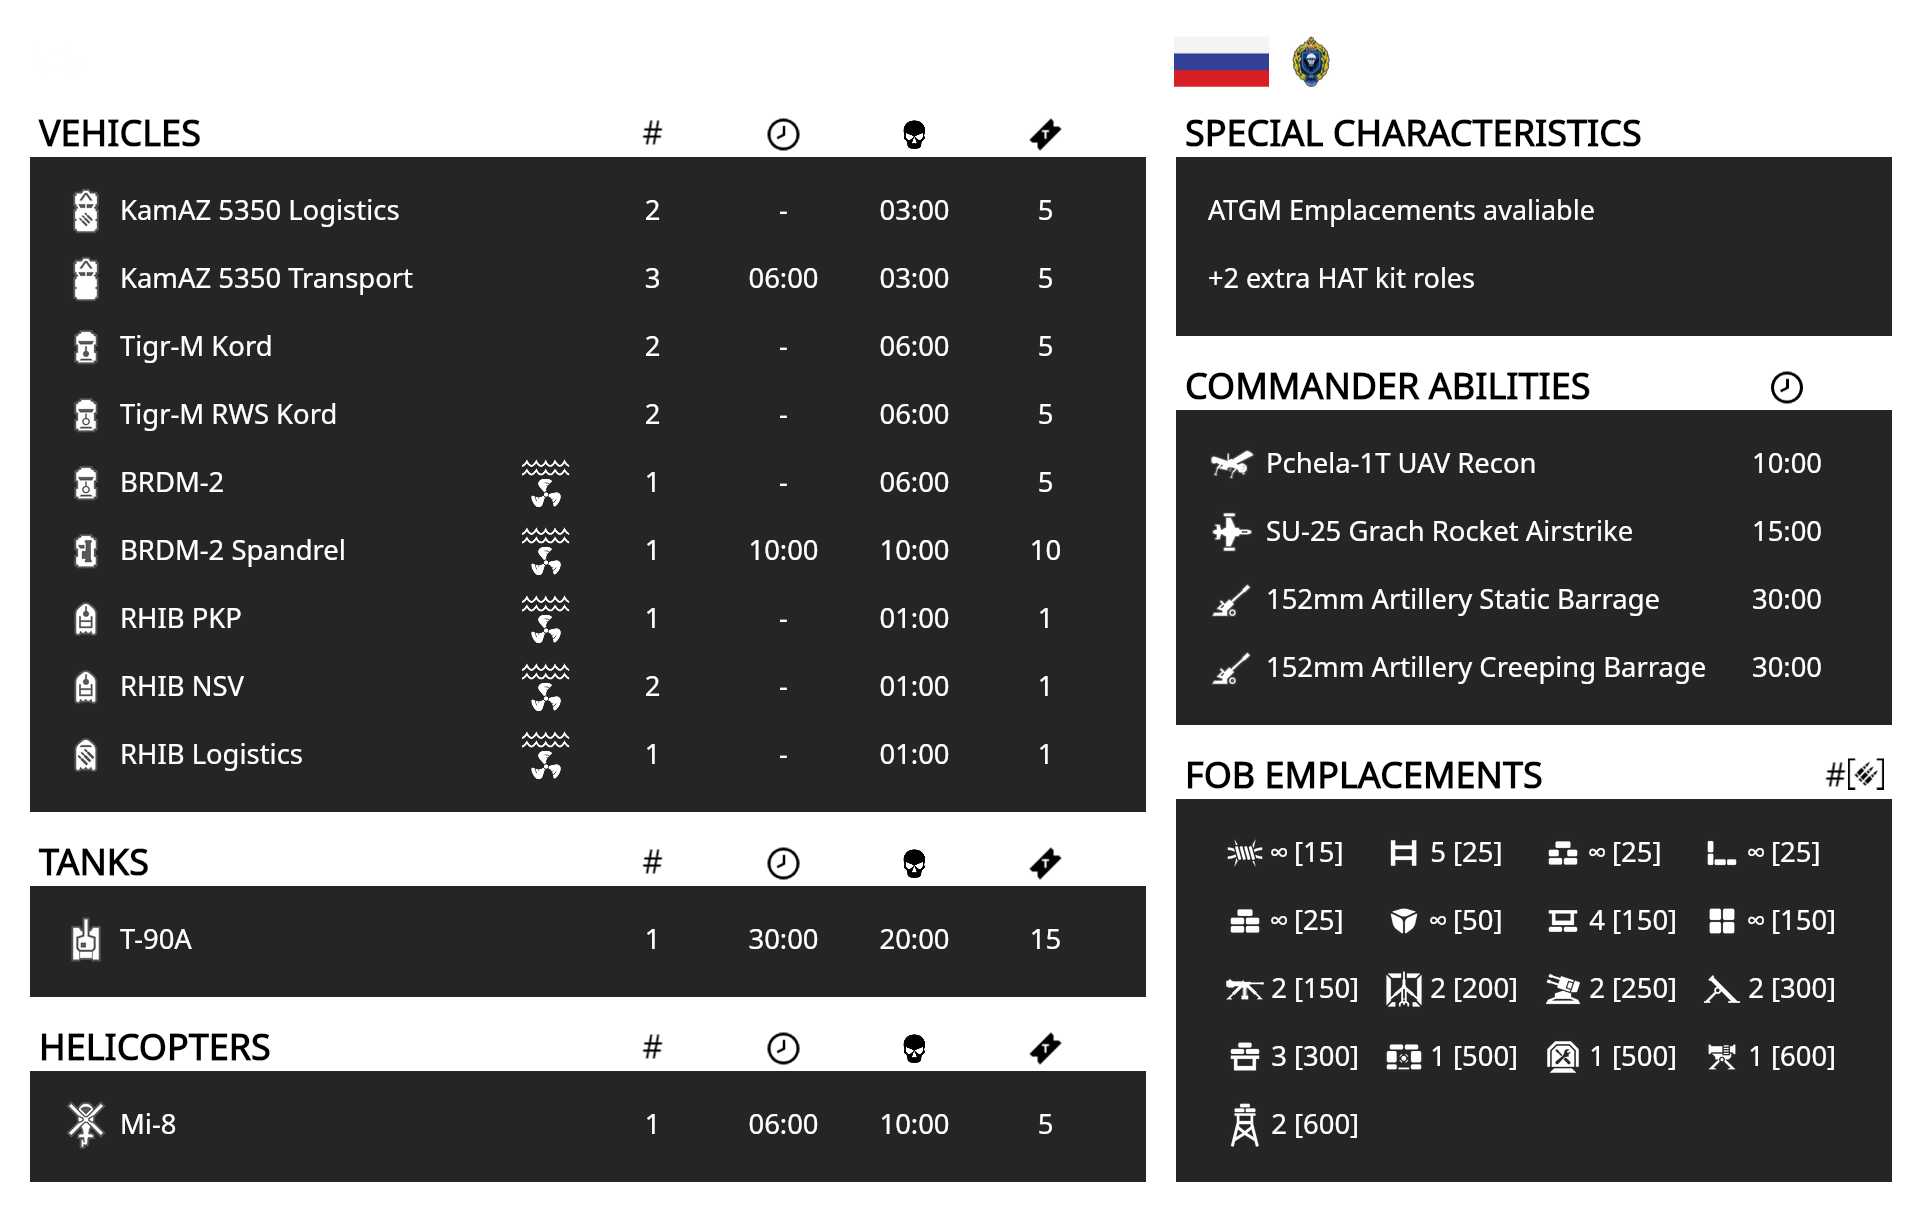 VEHICLES #
KamAZ 5350 Logistics 2 - 03:00 5
KamAZ 5350 Transport 3 06:00 03:00 5
Tigr-M Kord 2 - 06:00 5
Tigr-M RWS Kord 2 - 06:00 5
BRDM-2 1 - 06:00 5
BRDM-2 Spandrel 1 10:00 10:00 10
RHIB PKP 1 - 01:00 1
RHIB NSV 2 - 01:00 1
RHIB Logistics 1 - 01:00 1
TANKS #
T-90A 1 30:00 20:00 15
HELICOPTERS #
Mi-8 1 06:00 10:00 5
SPECIAL CHARACTERISTICS
ATGM Emplacements avaliable
+2 extra HAT kit roles
COMMANDER ABILITIES
Pchela-1T UAV Recon 10:00
SU-25 Grach Rocket Airstrike 15:00
152mm Artillery Static Barrage 30:00
152mm Artillery Creeping Barrage 30:00
FOB EMPLACEMENTS #[ ]
∞ [15] 5 [25] ∞ [25] ∞ [25]
∞ [25] ∞ [50] 4 [150] ∞ [150]
2 [150] 2 [200] 2 [250] 2 [300]
3 [300] 1 [500] 1 [500] 1 [600]
2 [600]